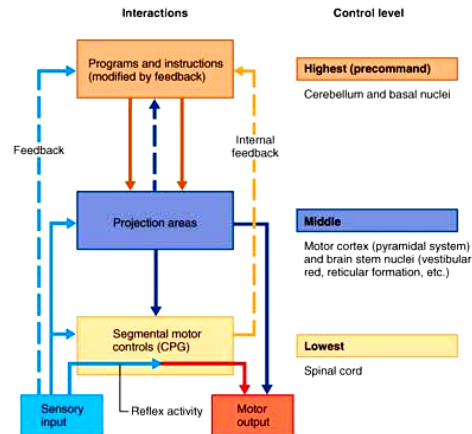 Interactions
Control level
Programs and instructions
(modified by feedback)
Highest (precommand)
Cerebellum and basal nuclei
Feedback
Internal
feedback
Projection areas
Middle
Motor cortex (pyramidal system)
and brain stem nuclei (vestibular
red, reticular formation, etc.)
Segmental motor
controls (CPG)
Lowest
Spinal cord
Sensory
input
Reflex activity
Motor
output